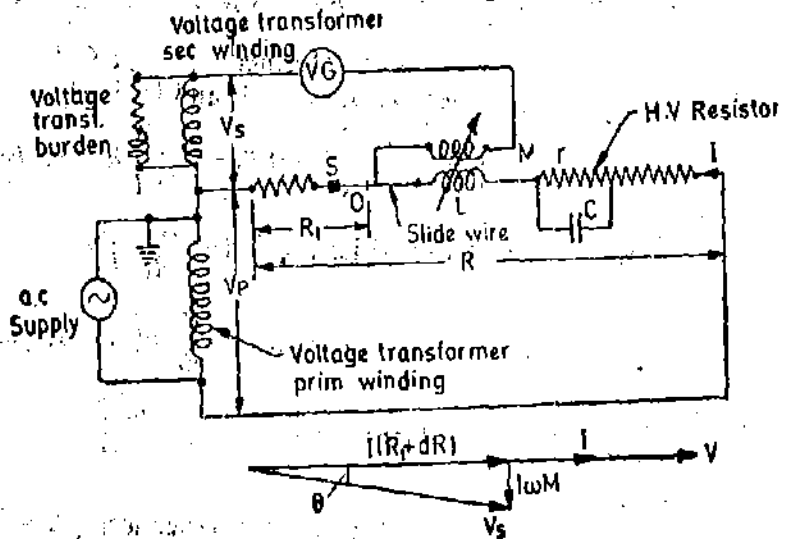 Voltage transformer
sec winding
VG
Voltage
transf.
burden
Vs
H.V Resistor
M
S
O
r
I
L
C
R₁
Slide wire
R
Vp
a.c
Supply
Voltage transformer
prim winding
I(R₁+dR)
I
V
θ
IωM
Vs